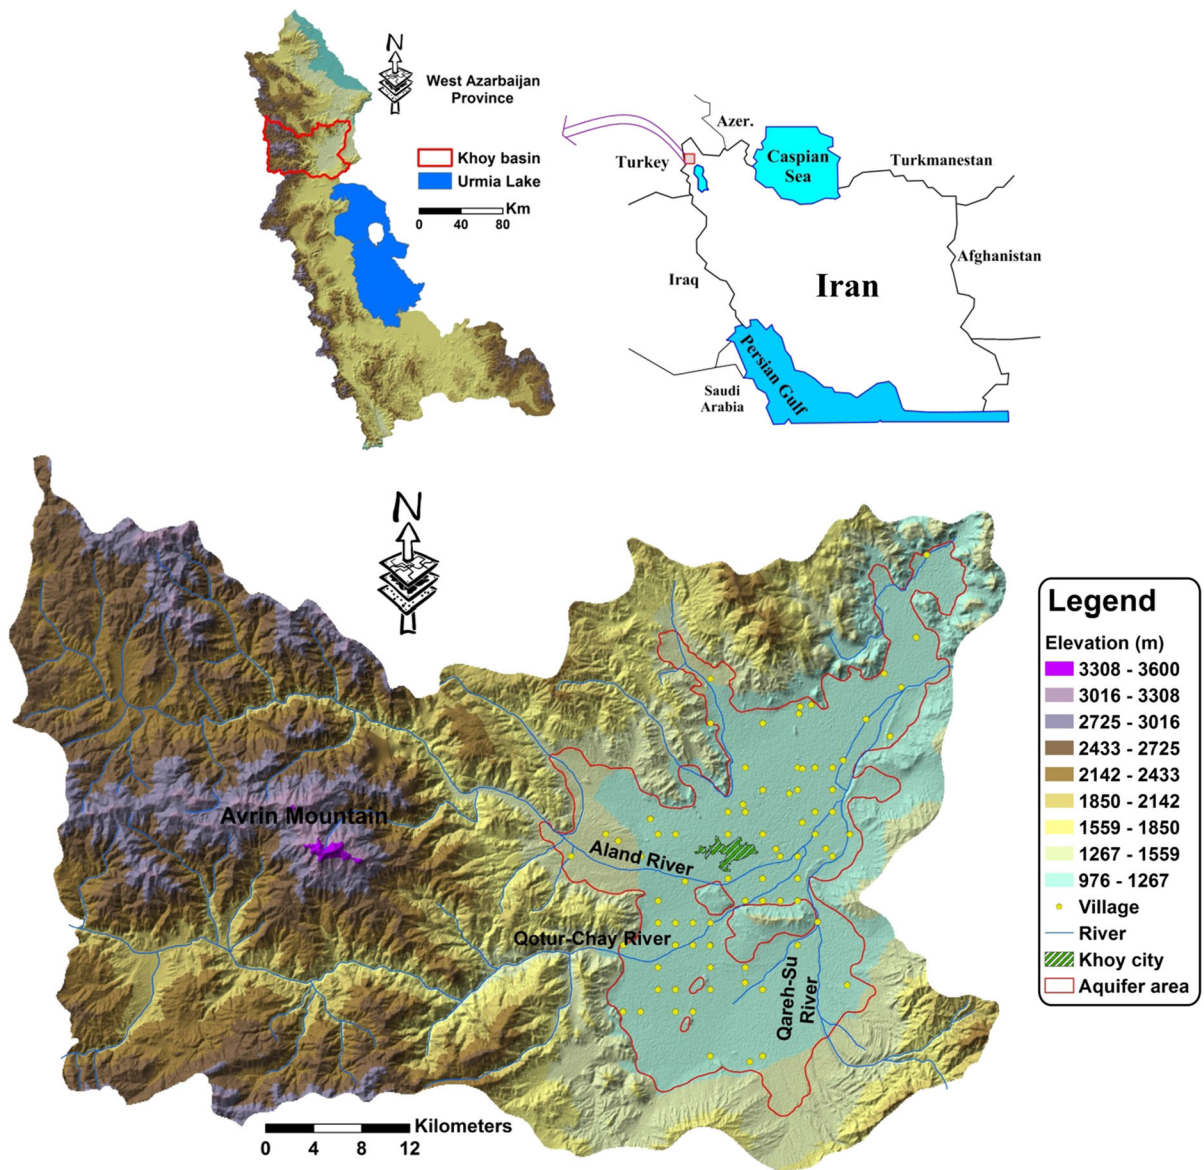 N
West Azarbaijan
Province
Khoy basin
Urmia Lake
Km
0 40 80
Azer.
Turkey
Caspian
Sea
Turkmanestan
Afghanistan
Iraq
Iran
Persian Gulf
Saudi
Arabia
N
Avrin Mountain
Aland River
Qotur-Chay River
Qareh-Su
River
Kilometers
0 4 8 12
Legend
Elevation (m)
3308 - 3600
3016 - 3308
2725 - 3016
2433 - 2725
2142 - 2433
1850 - 2142
1559 - 1850
1267 - 1559
976 - 1267
Village
River
Khoy city
Aquifer area